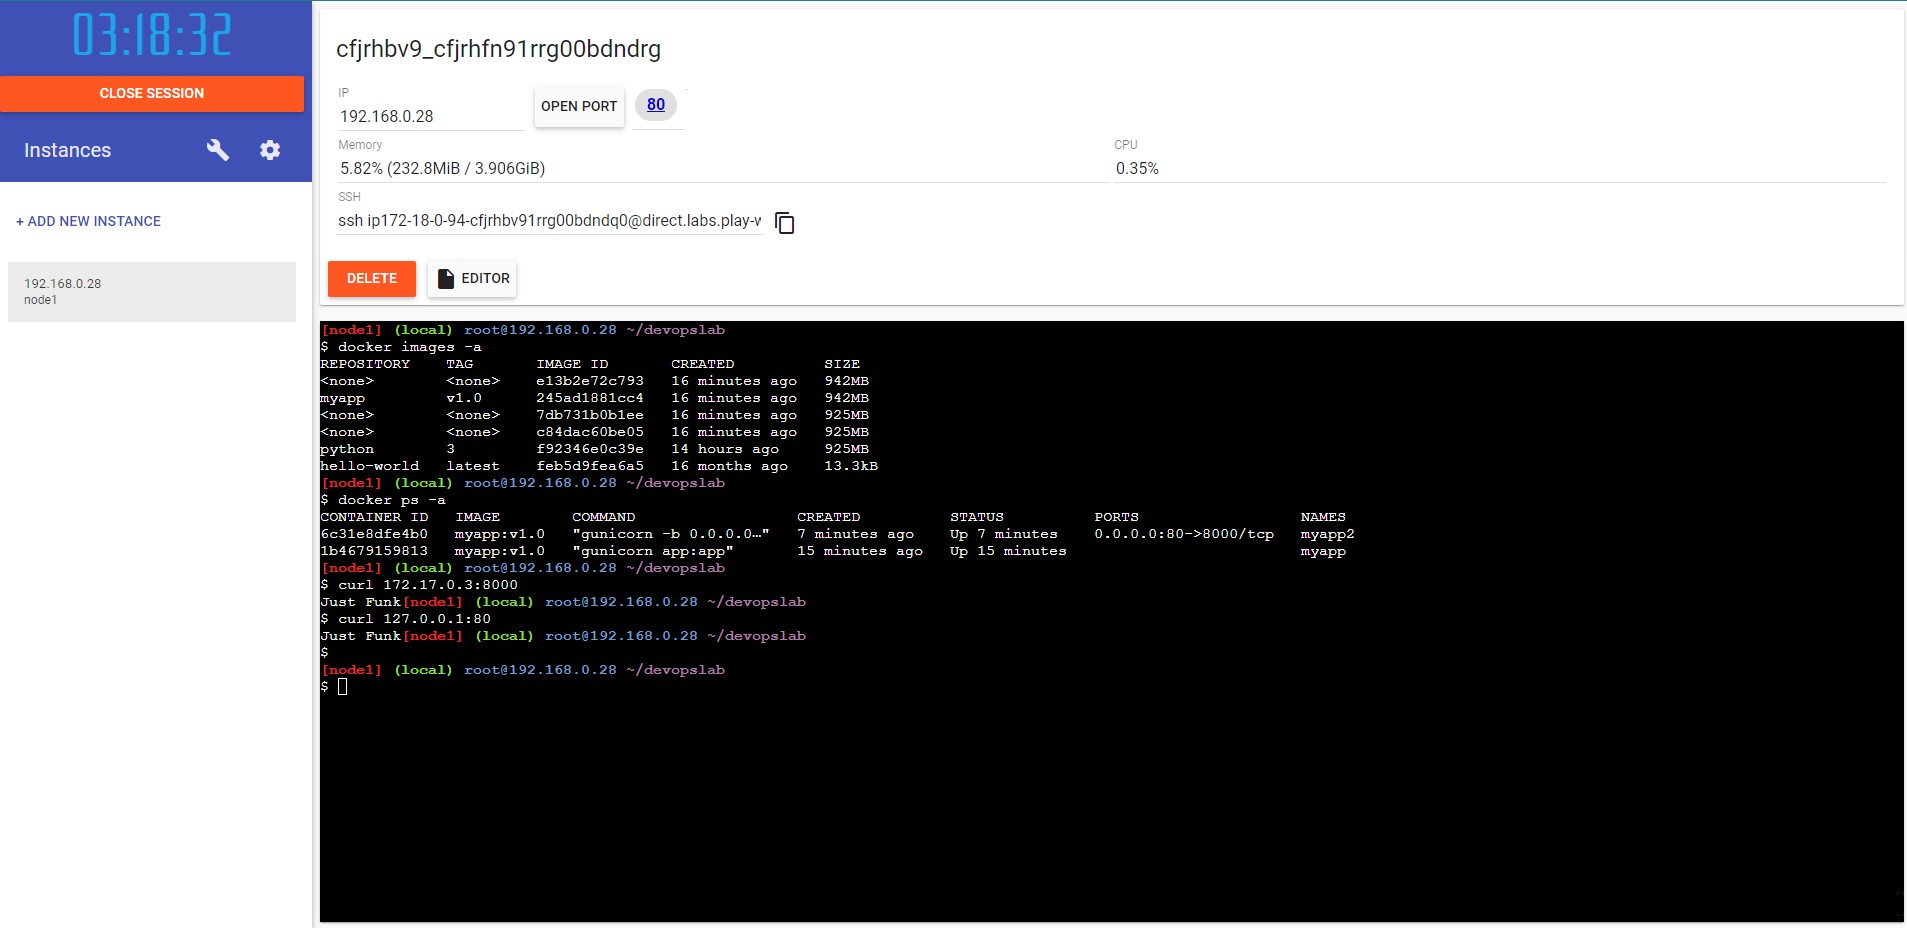 03:18:32
CLOSE SESSION
Instances
+ ADD NEW INSTANCE
192.168.0.28
node1
cfjrhbv9_cfjrhfn91rrg00bdndrg
IP
192.168.0.28
OPEN PORT
80
Memory
5.82% (232.8MiB / 3.906GiB)
CPU
0.35%
SSH
ssh ip172-18-0-94-cfjrhbv91rrg00bdndq0@direct.labs.play-w
DELETE
EDITOR
[node1] (local) root@192.168.0.28 ~/devopslab
$ docker images -a
REPOSITORY TAG IMAGE ID CREATED SIZE
<none> <none> e13b2e72c793 16 minutes ago 942MB
myapp v1.0 245ad1881cc4 16 minutes ago 942MB
<none> <none> 7db731b0b1ee 16 minutes ago 925MB
<none> <none> c84dac60be05 16 minutes ago 925MB
python 3 f92346e0c39e 14 hours ago 925MB
hello-world latest feb5d9fea6a5 16 months ago 13.3kB
[node1] (local) root@192.168.0.28 ~/devopslab
$ docker ps -a
CONTAINER ID IMAGE COMMAND CREATED STATUS PORTS NAMES
6c31e8dfe4b0 myapp:v1.0 "gunicorn -b 0.0.0.0…" 7 minutes ago Up 7 minutes 0.0.0.0:80->8000/tcp myapp2
1b4679159813 myapp:v1.0 "gunicorn app:app" 15 minutes ago Up 15 minutes myapp
[node1] (local) root@192.168.0.28 ~/devopslab
$ curl 172.17.0.3:8000
Just Funk[node1] (local) root@192.168.0.28 ~/devopslab
$ curl 127.0.0.1:80
Just Funk[node1] (local) root@192.168.0.28 ~/devopslab
$
[node1] (local) root@192.168.0.28 ~/devopslab
$